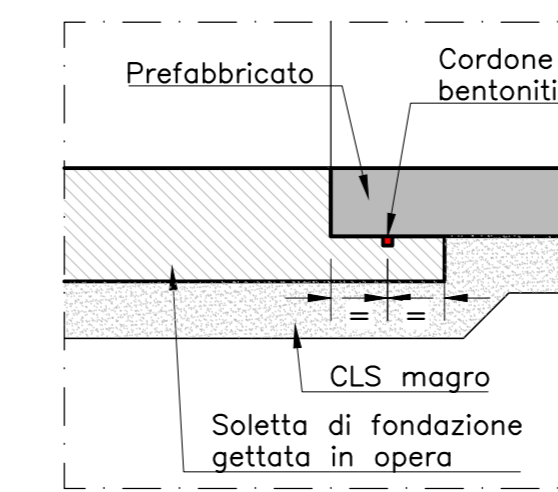 Prefabbricato
Cordone
= =
CLS magro
Soletta di fondazione
gettata in opera